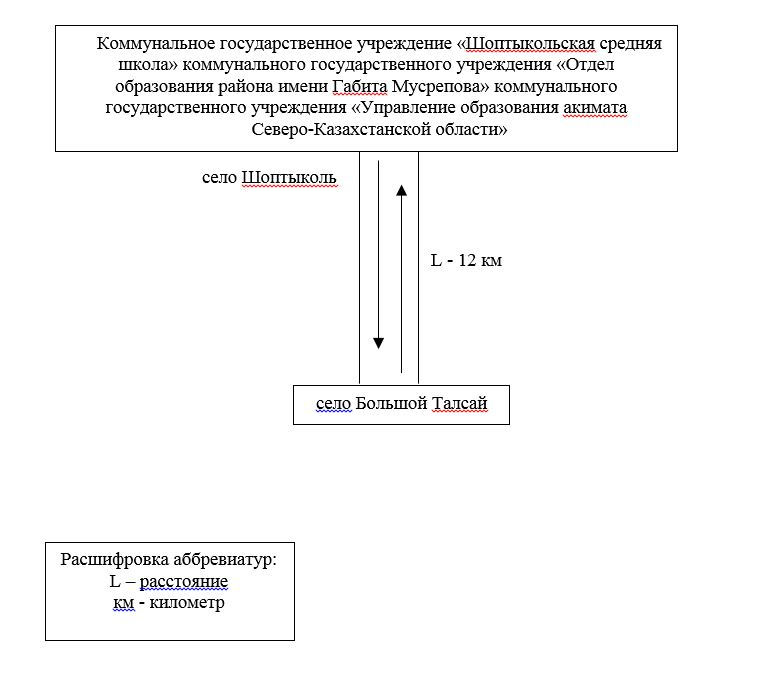 Коммунальное государственное учреждение «Шоптыкольская средняя
школа» коммунального государственного учреждения «Отдел
образования района имени Габита Мусрепова» коммунального
государственного учреждения «Управление образования акимата
Северо-Казахстанской области»
село Шоптыколь
L - 12 км
село Большой Талсай
Расшифровка аббревиатур:
L – расстояние
км - километр